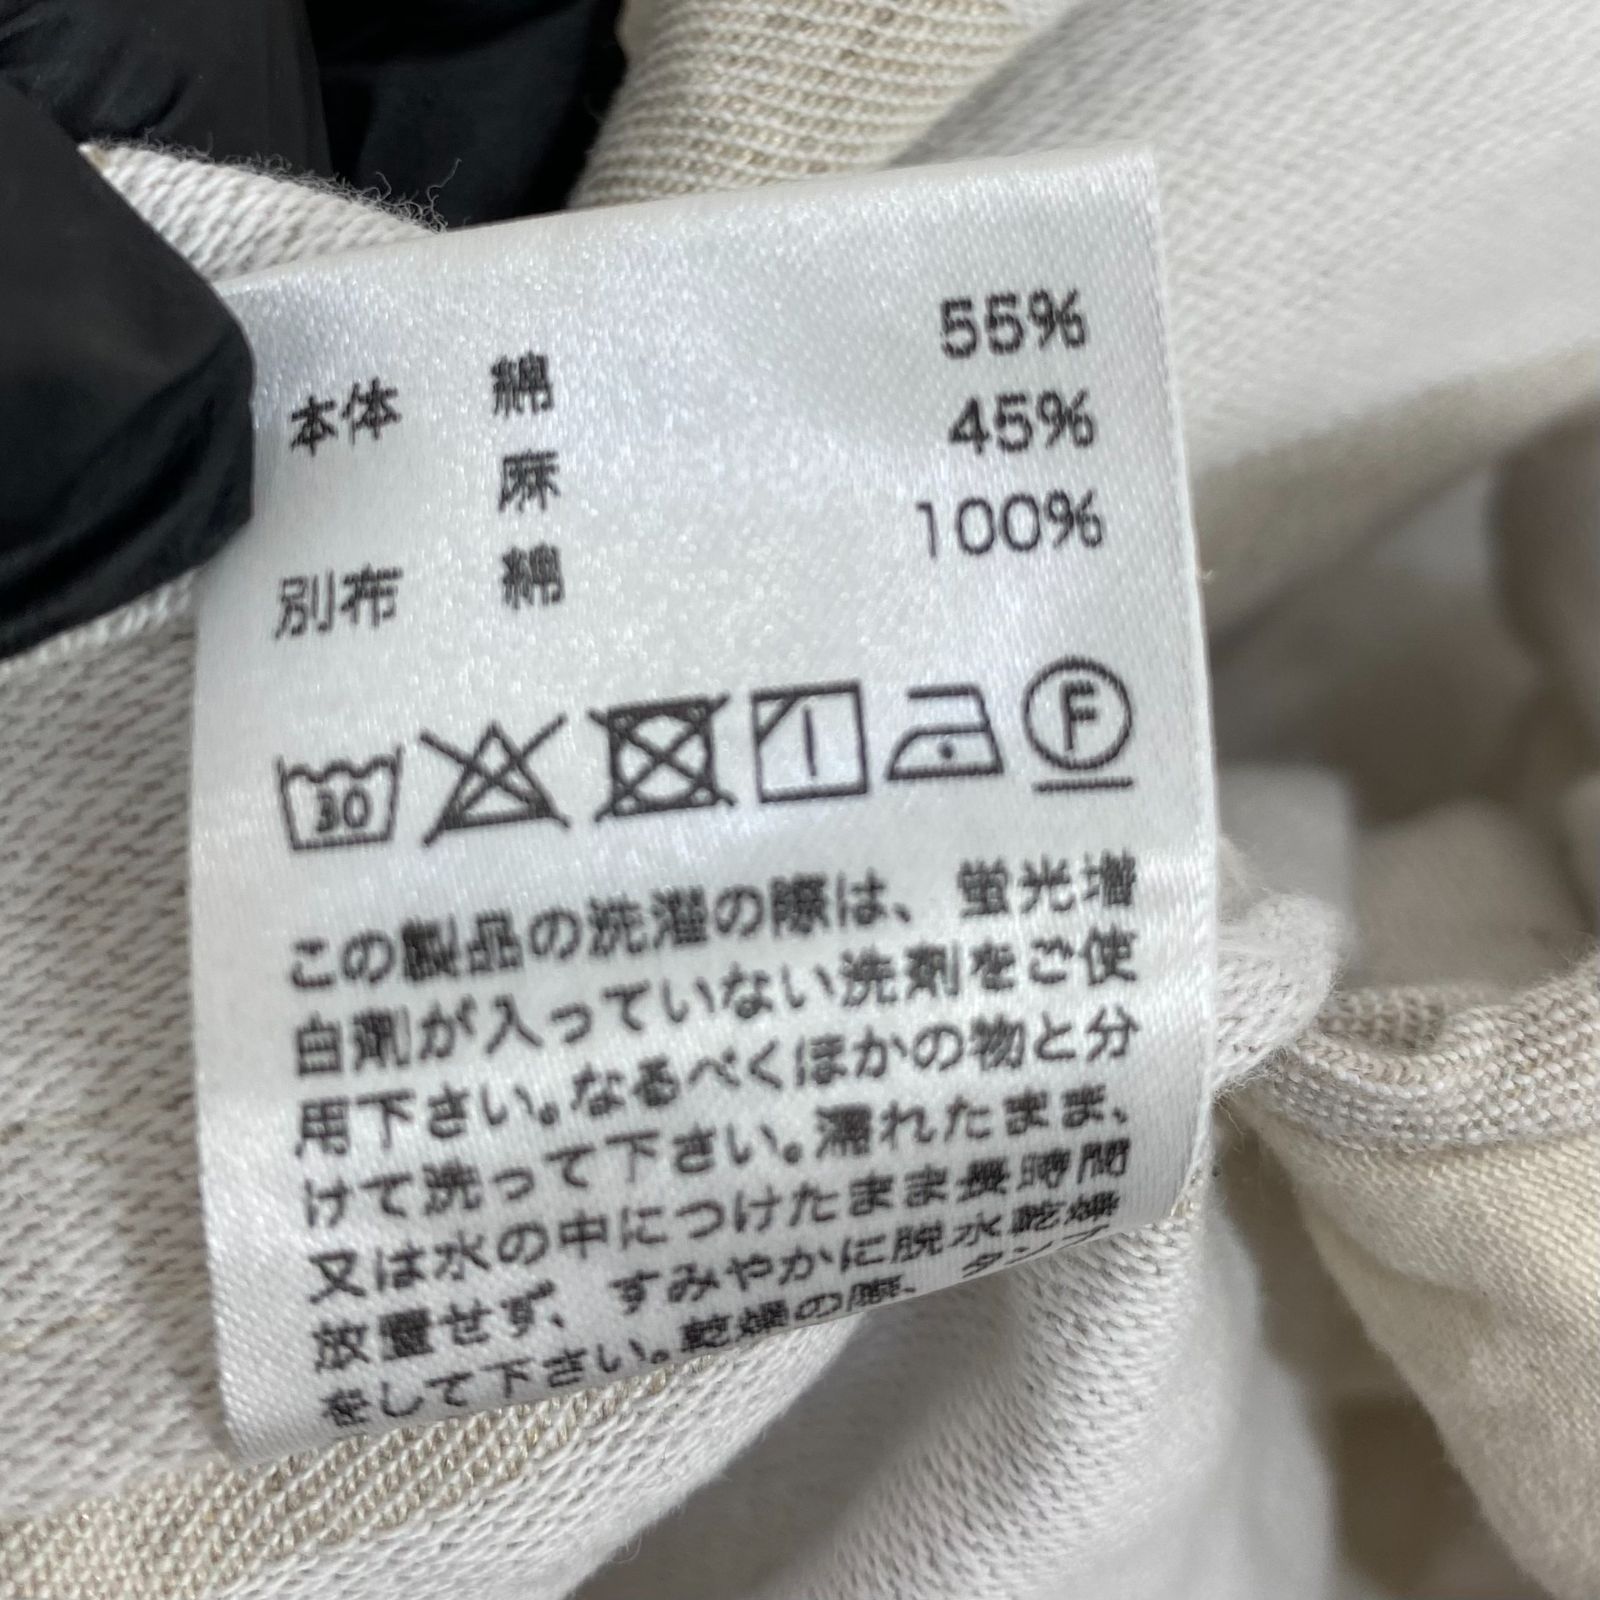 本体 綿 55%
麻 45%
別布 綿 100%
30 F
この製品の洗濯の際は、蛍光増
白剤が入っていない洗剤をご使
用下さい。なるべくほかの物と分
けて洗って下さい。濡れたまま、
又は水の中につけたまま長時間
放置せず、すみやかに脱水乾燥
をして下さい。乾燥の際、タンブ